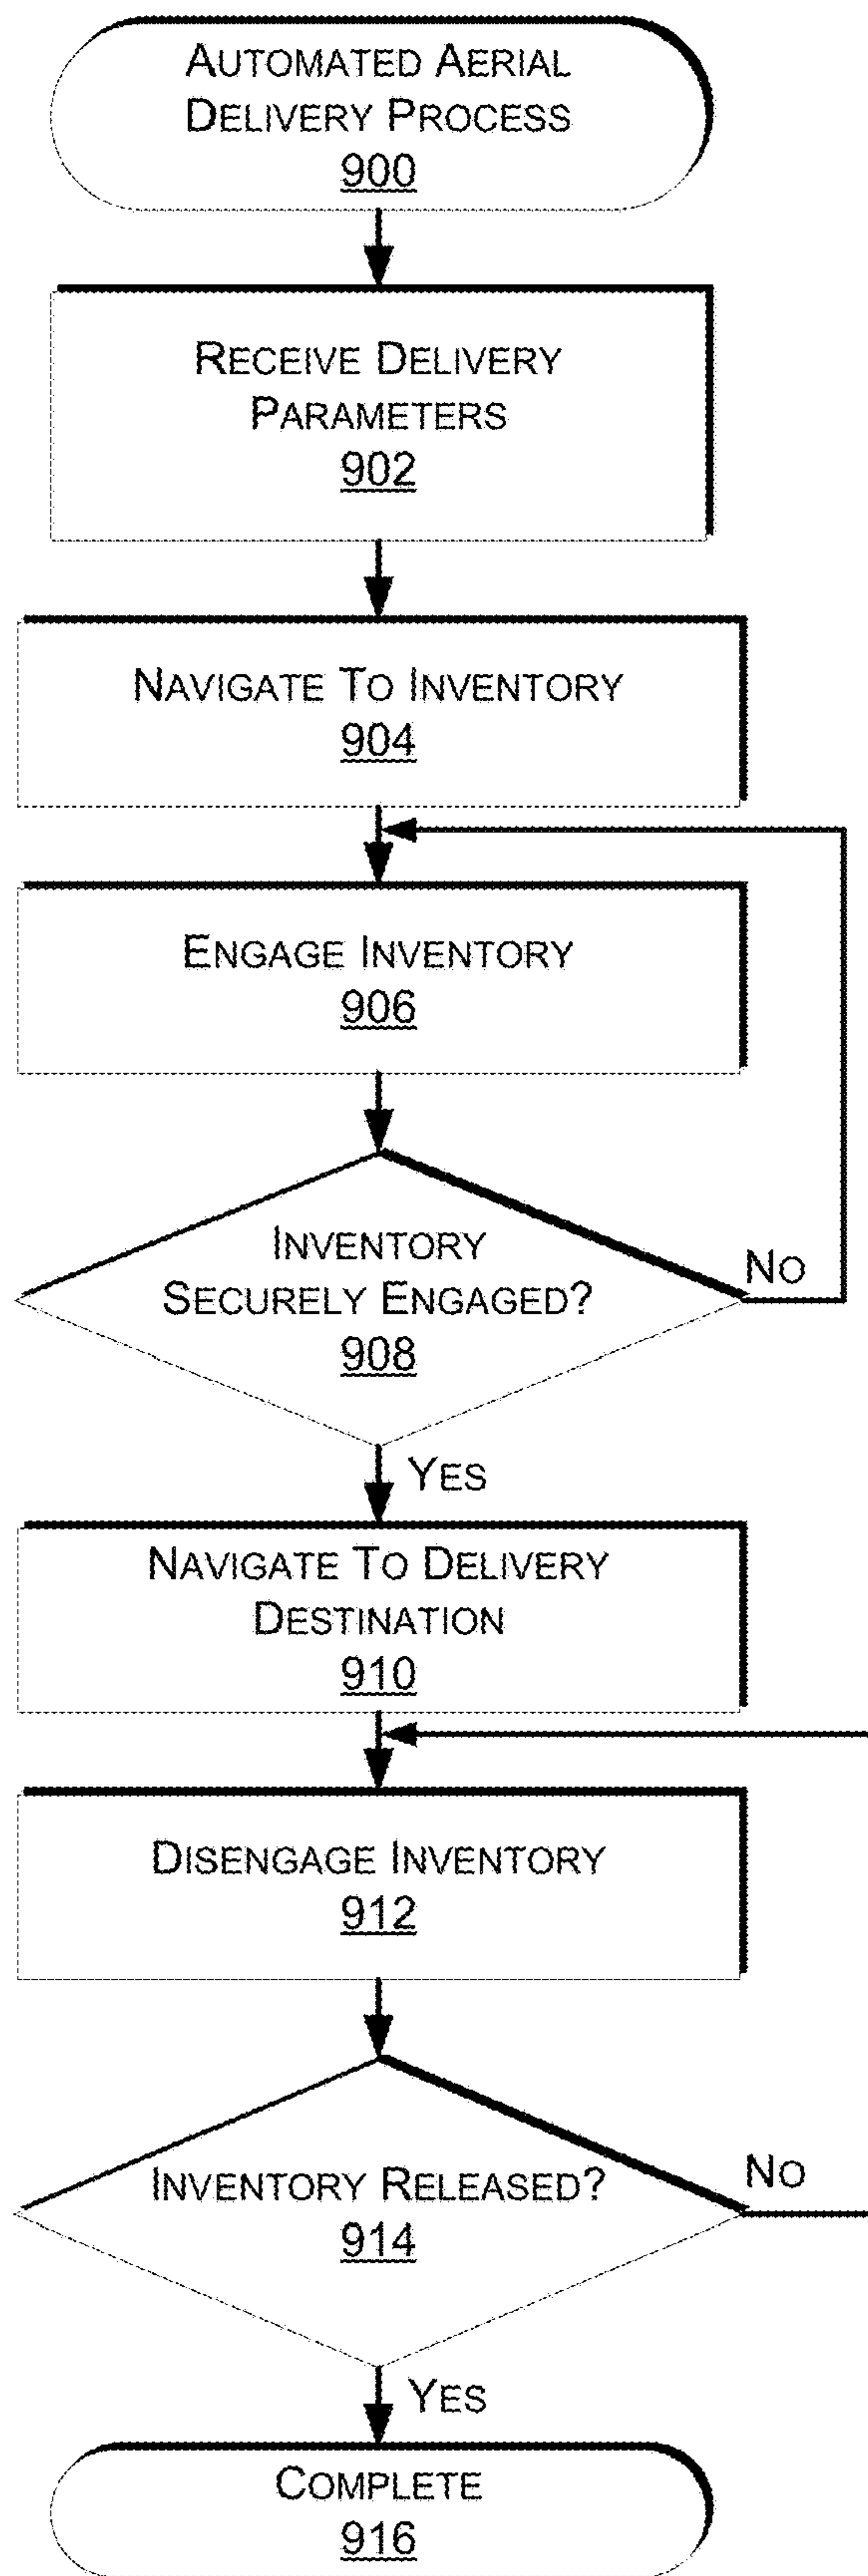 AUTOMATED AERIAL
DELIVERY PROCESS
900
RECEIVE DELIVERY
PARAMETERS
902
NAVIGATE TO INVENTORY
904
ENGAGE INVENTORY
906
INVENTORY
SECURELY ENGAGED?
908
NO
YES
NAVIGATE TO DELIVERY
DESTINATION
910
DISENGAGE INVENTORY
912
INVENTORY RELEASED?
914
NO
YES
COMPLETE
916